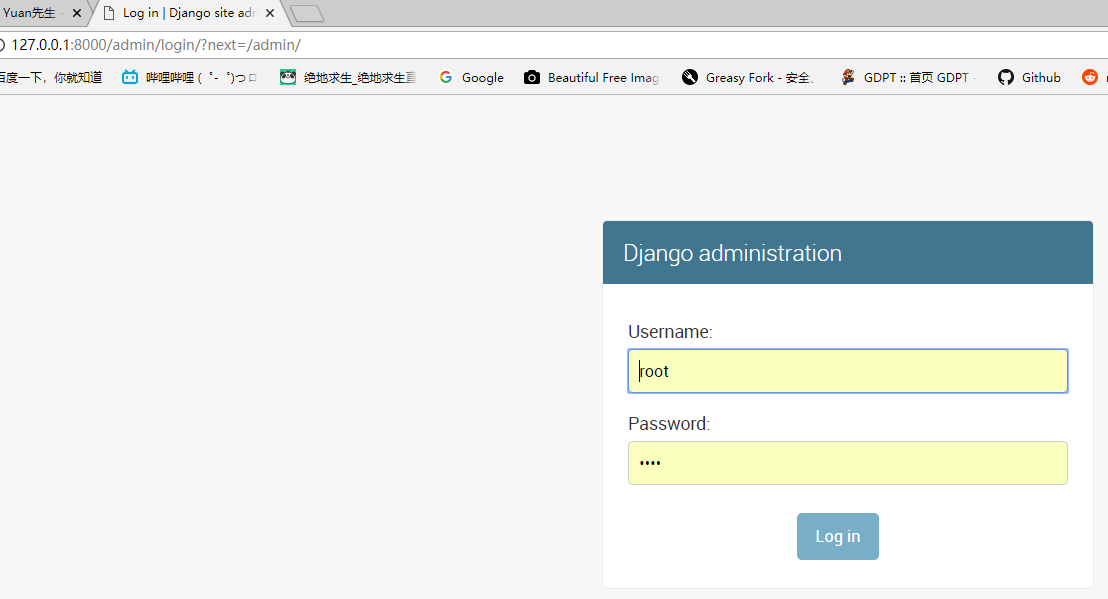 Yuan先生 -
Log in | Django site adr
127.0.0.1:8000/admin/login/?next=/admin/
百度一下，你就知道 哔哩哔哩 ( ゜- ゜)つロ 绝地求生_绝地求生直 Google Beautiful Free Imag Greasy Fork - 安全、 GDPT :: 首页 GDPT - Github
Django administration
Username:
root
Password:
••••
Log in